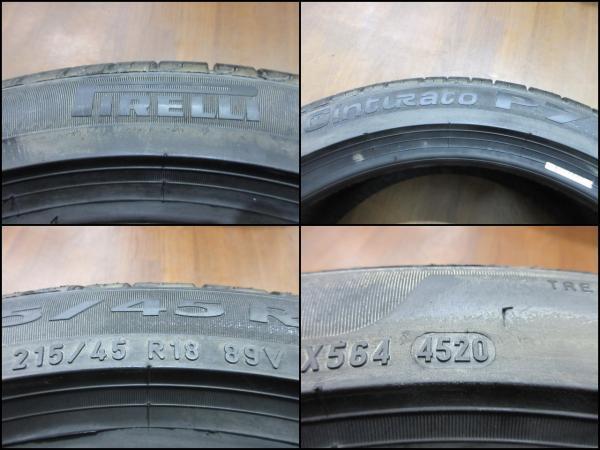 PIRELLI
Cinturato P7
5/45 R
215/45 R18 89V
X564 4520
TRE